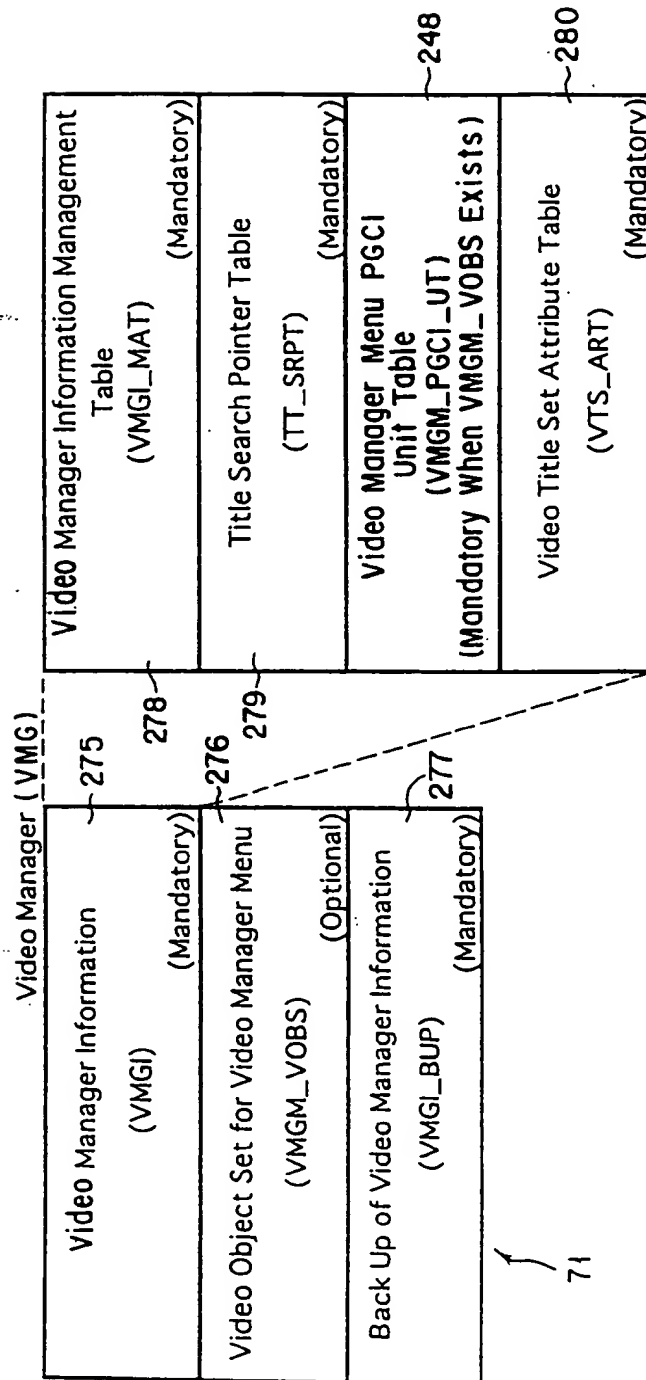 Video Manager (VMG)
Video Manager Information
(VMGI)
(Mandatory)
275
Video Object Set for Video Manager Menu
(VMGM_VOBS)
(Optional)
276
Back Up of Video Manager Information
(VMGI_BUP)
(Mandatory)
277
71
Video Manager Information Management
Table
(VMGI_MAT)
(Mandatory)
278
Title Search Pointer Table
(TT_SRPT)
(Mandatory)
279
Video Manager Menu PGCI
Unit Table
(VMGM_PGCI_UT)
(Mandatory When VMGM_VOBS Exists)
248
Video Title Set Attribute Table
(VTS_ART)
(Mandatory)
280